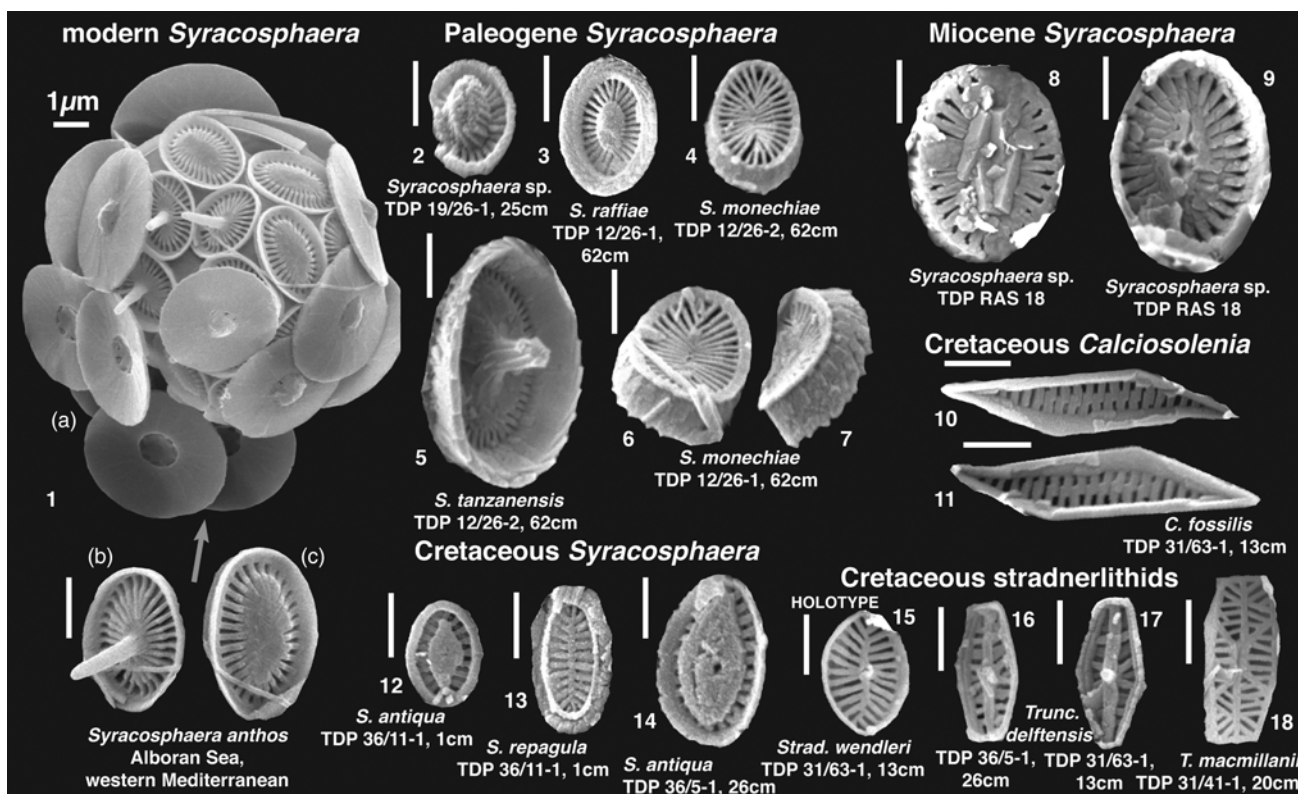 modern Syracosphaera
1µm
(a)
1
(b)
(c)
Syracosphaera anthos
Alboran Sea,
western Mediterranean
Paleogene Syracosphaera
2
Syracosphaera sp.
TDP 19/26-1, 25cm
3
S. raffiae
TDP 12/26-1,
62cm
4
S. monechiae
TDP 12/26-2, 62cm
5
S. tanzanensis
TDP 12/26-2, 62cm
6
7
S. monechiae
TDP 12/26-1, 62cm
Miocene Syracosphaera
8
Syracosphaera sp.
TDP RAS 18
9
Syracosphaera sp.
TDP RAS 18
Cretaceous Calciosolenia
10
11
C. fossilis
TDP 31/63-1, 13cm
Cretaceous Syracosphaera
12
S. antiqua
TDP 36/11-1, 1cm
13
S. repagula
TDP 36/11-1, 1cm
14
S. antiqua
TDP 36/5-1, 26cm
Cretaceous stradnerlithids
HOLOTYPE
15
Strad. wendleri
TDP 31/63-1, 13cm
16
17
Trunc.
delftensis
TDP 36/5-1,
26cm
TDP 31/63-1,
13cm
18
T. macmillanii
TDP 31/41-1, 20cm